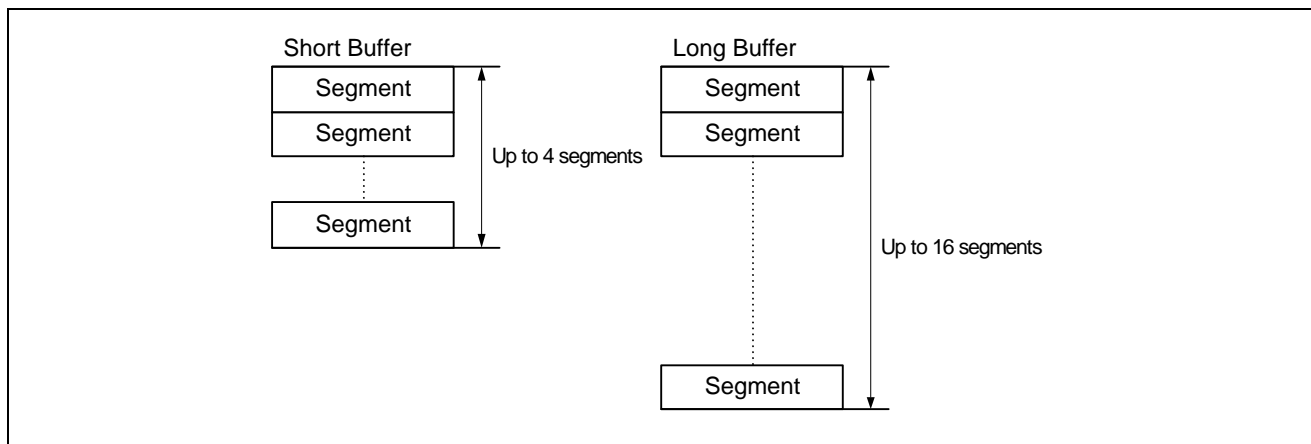 Short Buffer
Segment
Segment
Segment
Up to 4 segments
Long Buffer
Segment
Segment
Segment
Up to 16 segments